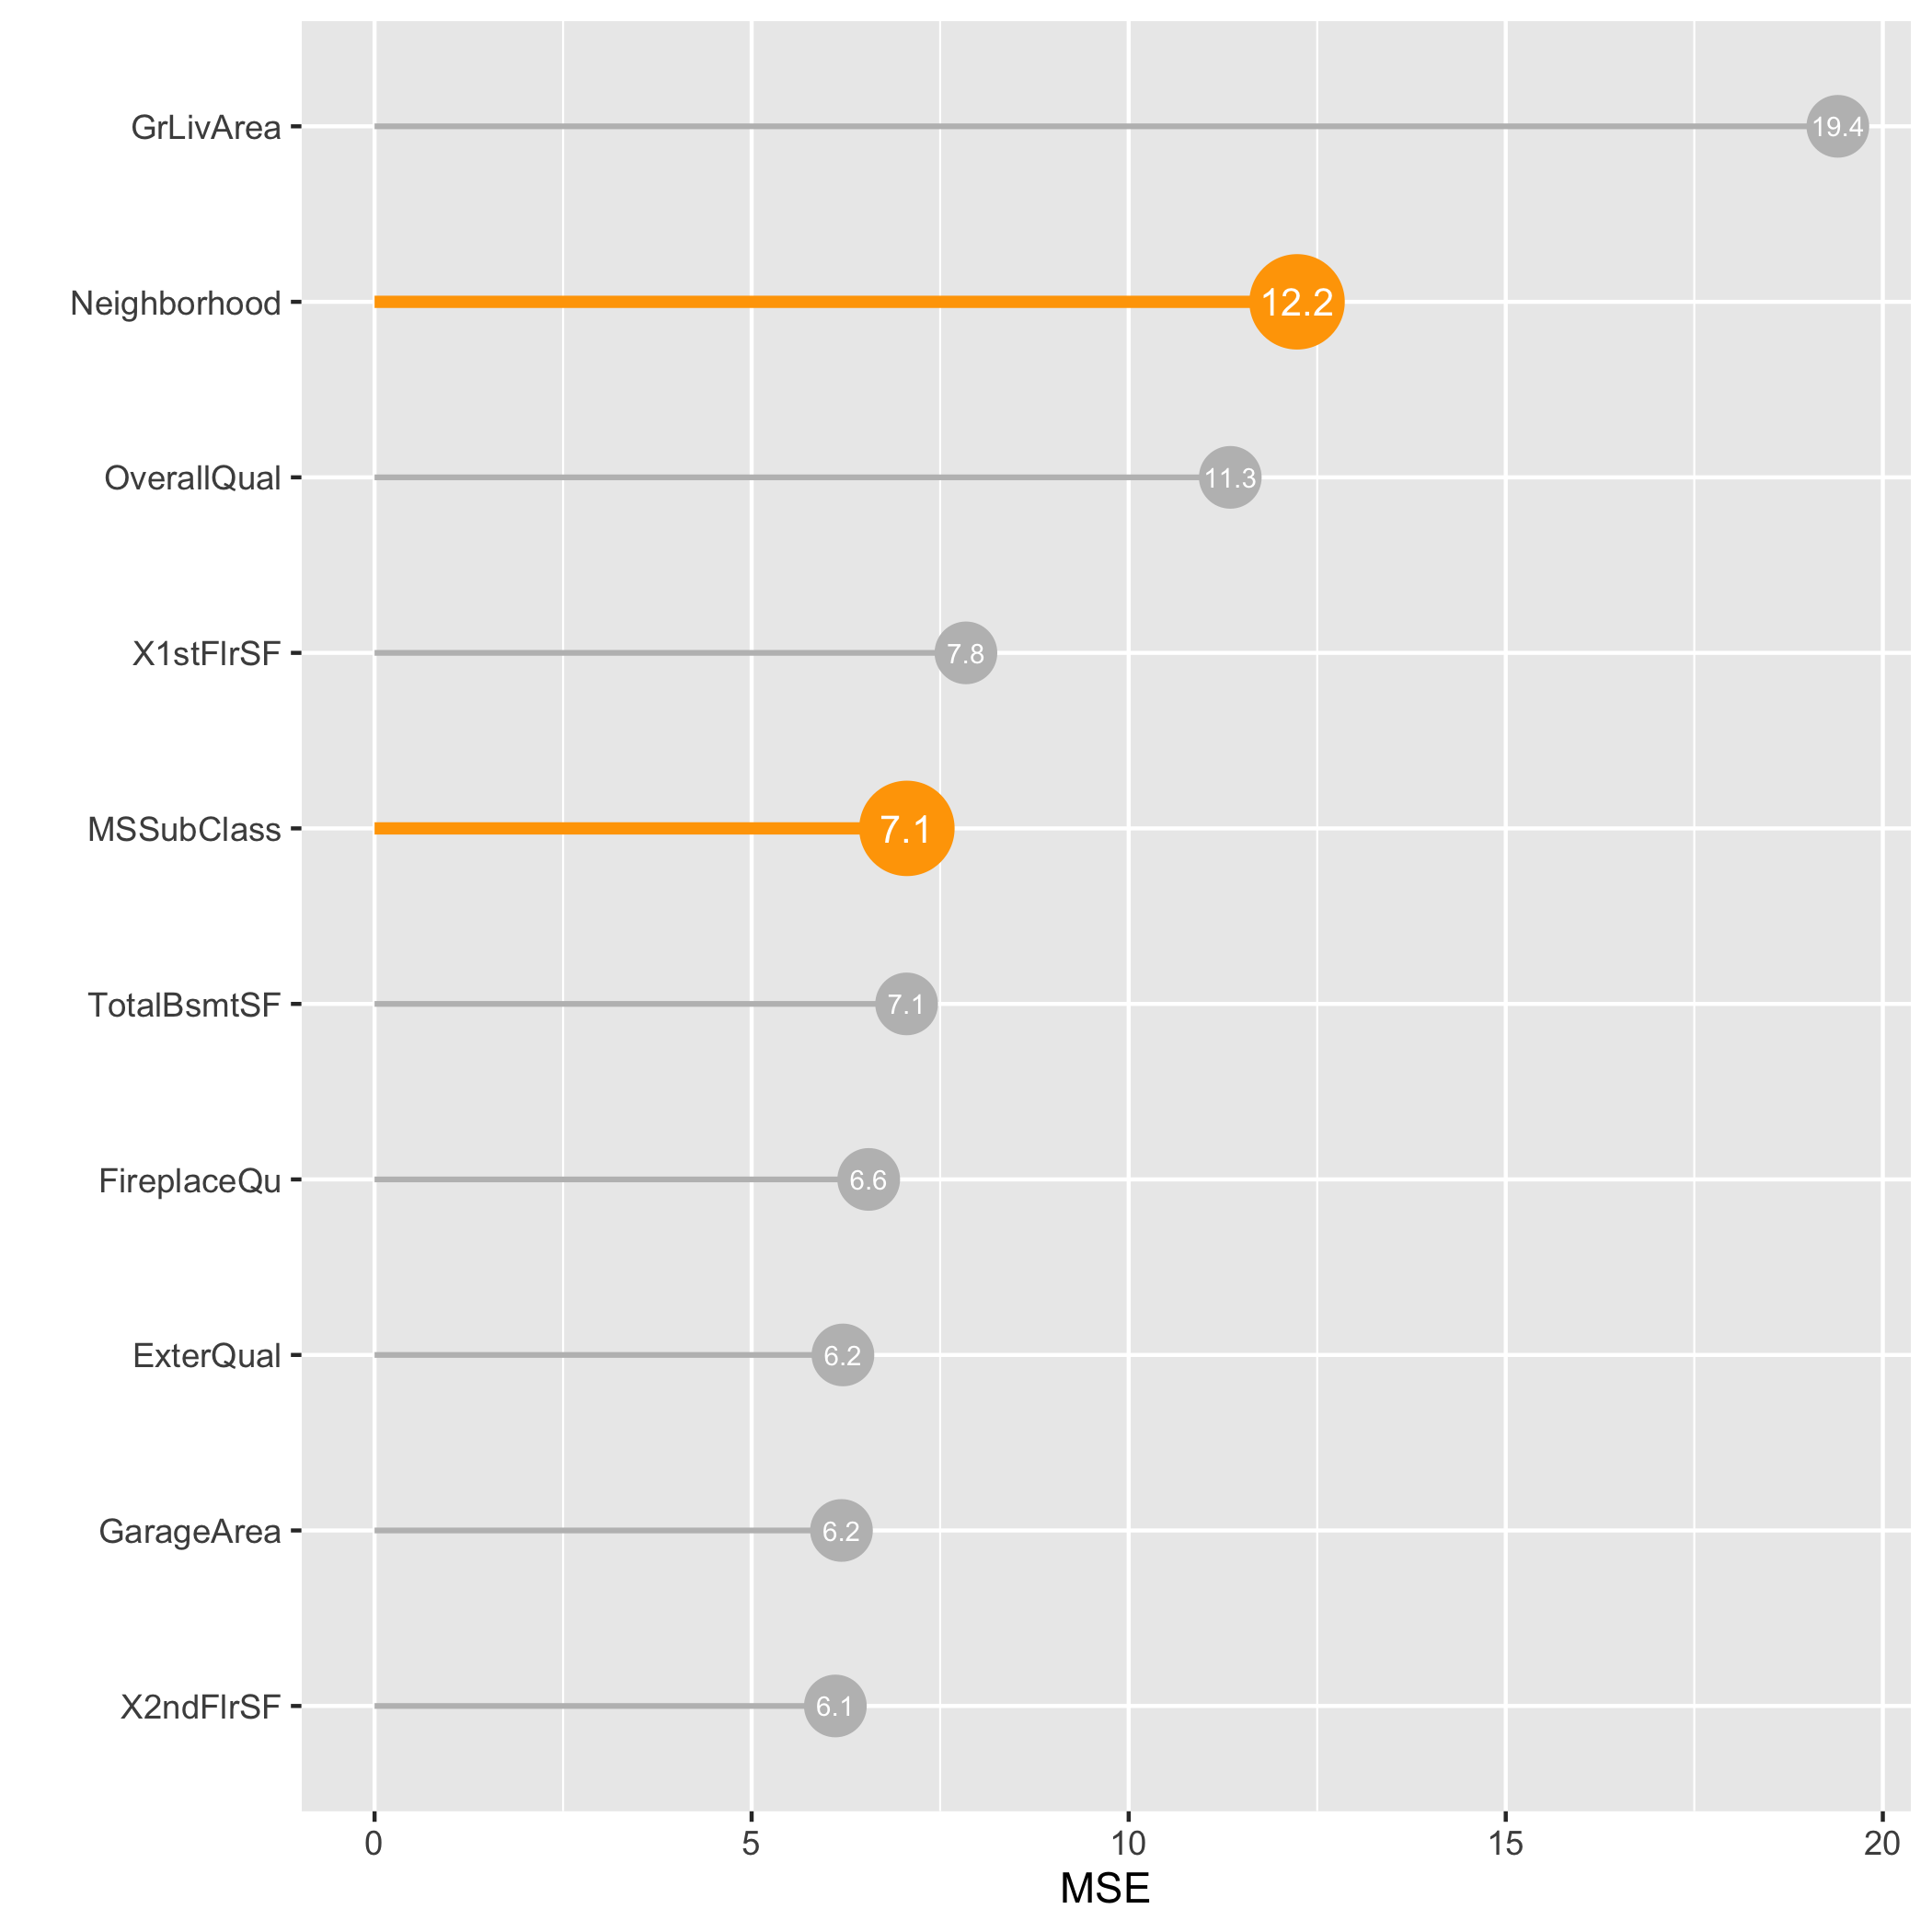 GrLivArea 19.4
Neighborhood 12.2
OverallQual 11.3
X1stFlrSF 7.8
MSSubClass 7.1
TotalBsmtSF 7.1
FireplaceQu 6.6
ExterQual 6.2
GarageArea 6.2
X2ndFlrSF 6.1
0 5 10 15 20
MSE